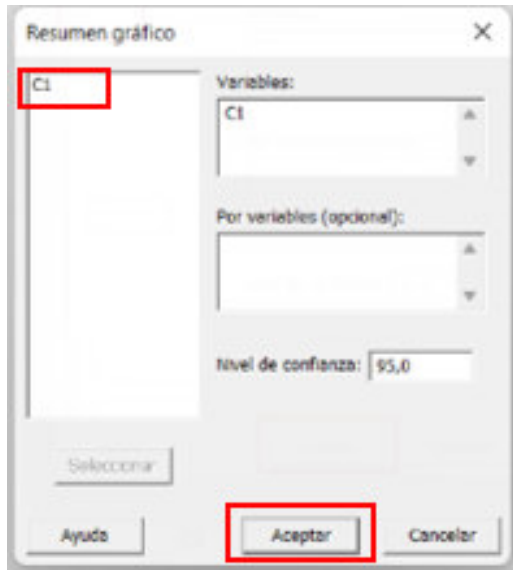 Resumen gráfico
C1
Variables:
C1
Por variables (opcional):
Nivel de confianza: 95,0
Seleccionar
Ayuda
Aceptar
Cancelar